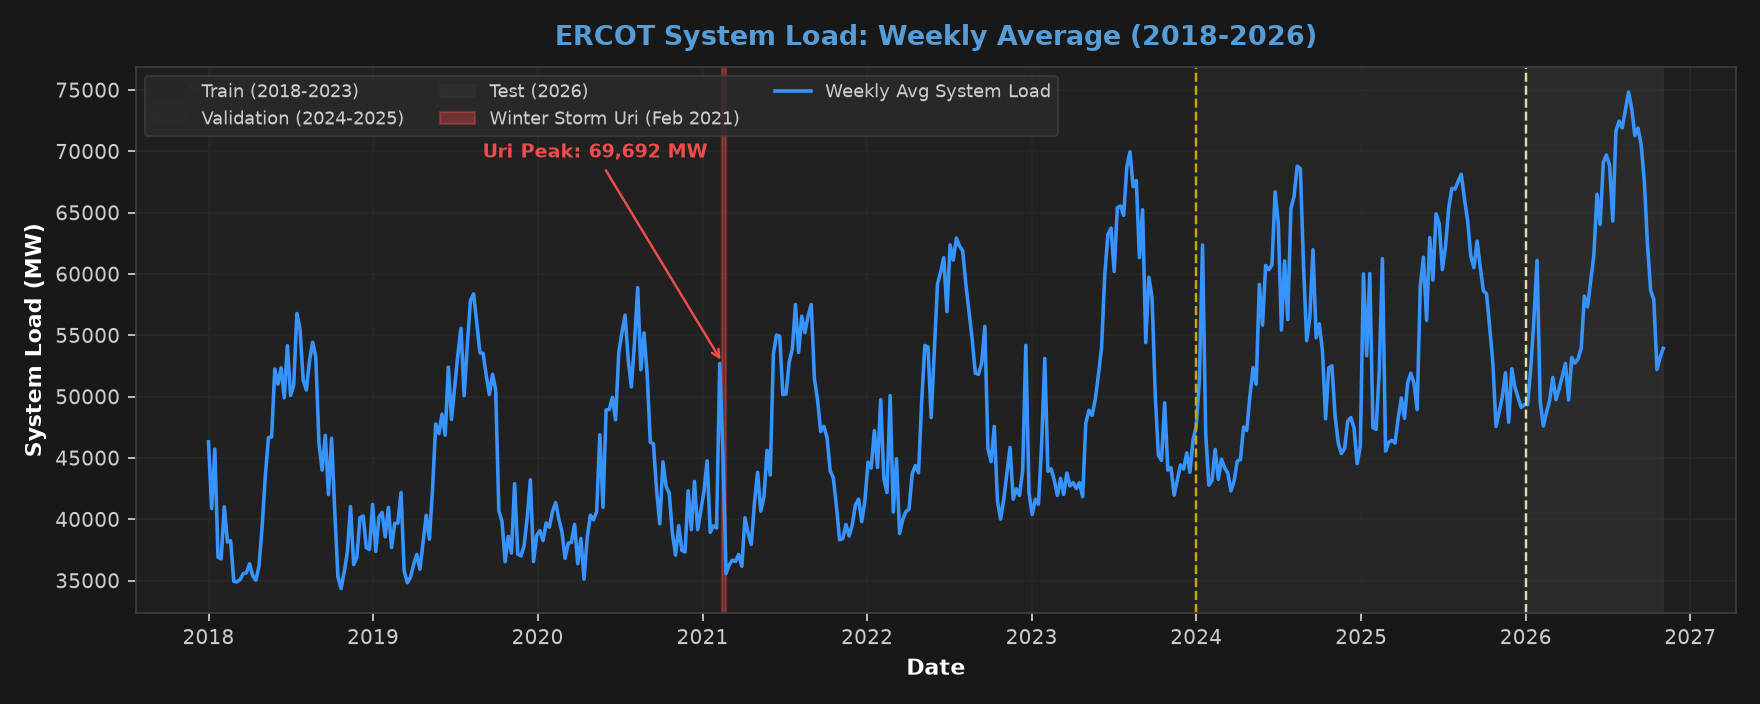 ERCOT System Load: Weekly Average (2018-2026)
Train (2018-2023)
Validation (2024-2025)
Test (2026)
Winter Storm Uri (Feb 2021)
Weekly Avg System Load
Uri Peak: 69,692 MW
System Load (MW)
75000
70000
65000
60000
55000
50000
45000
40000
35000
2018 2019 2020 2021 2022 2023 2024 2025 2026 2027
Date